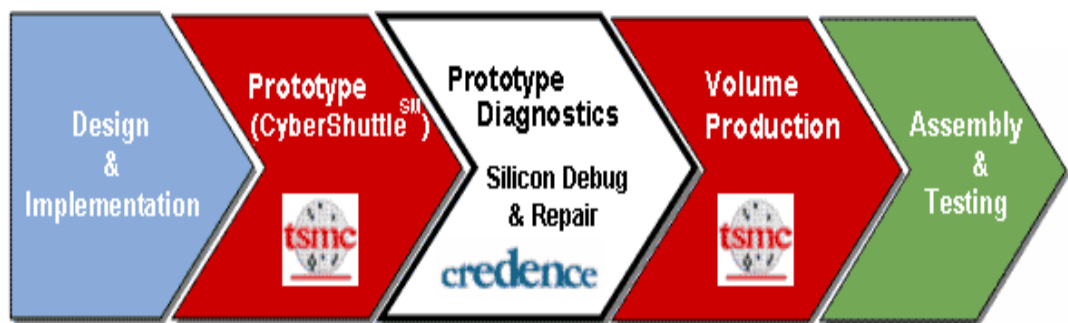 Design
&
Implementation
Prototype
(CyberShuttle SM)
tsmc
Prototype
Diagnostics
Silicon Debug
& Repair
credence
Volume
Production
tsmc
Assembly
&
Testing